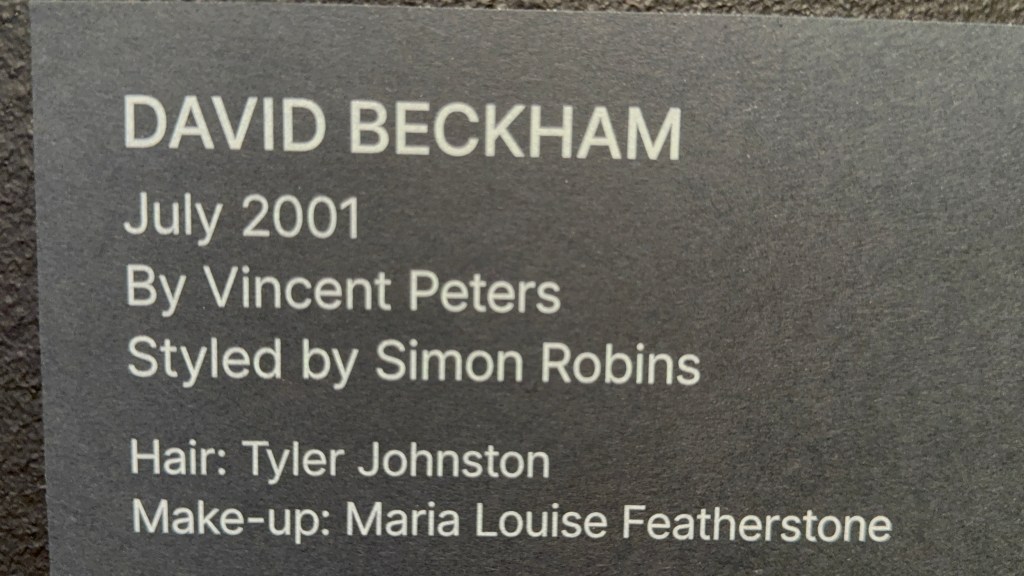 DAVID BECKHAM
July 2001
By Vincent Peters
Styled by Simon Robins
Hair: Tyler Johnston
Make-up: Maria Louise Featherstone